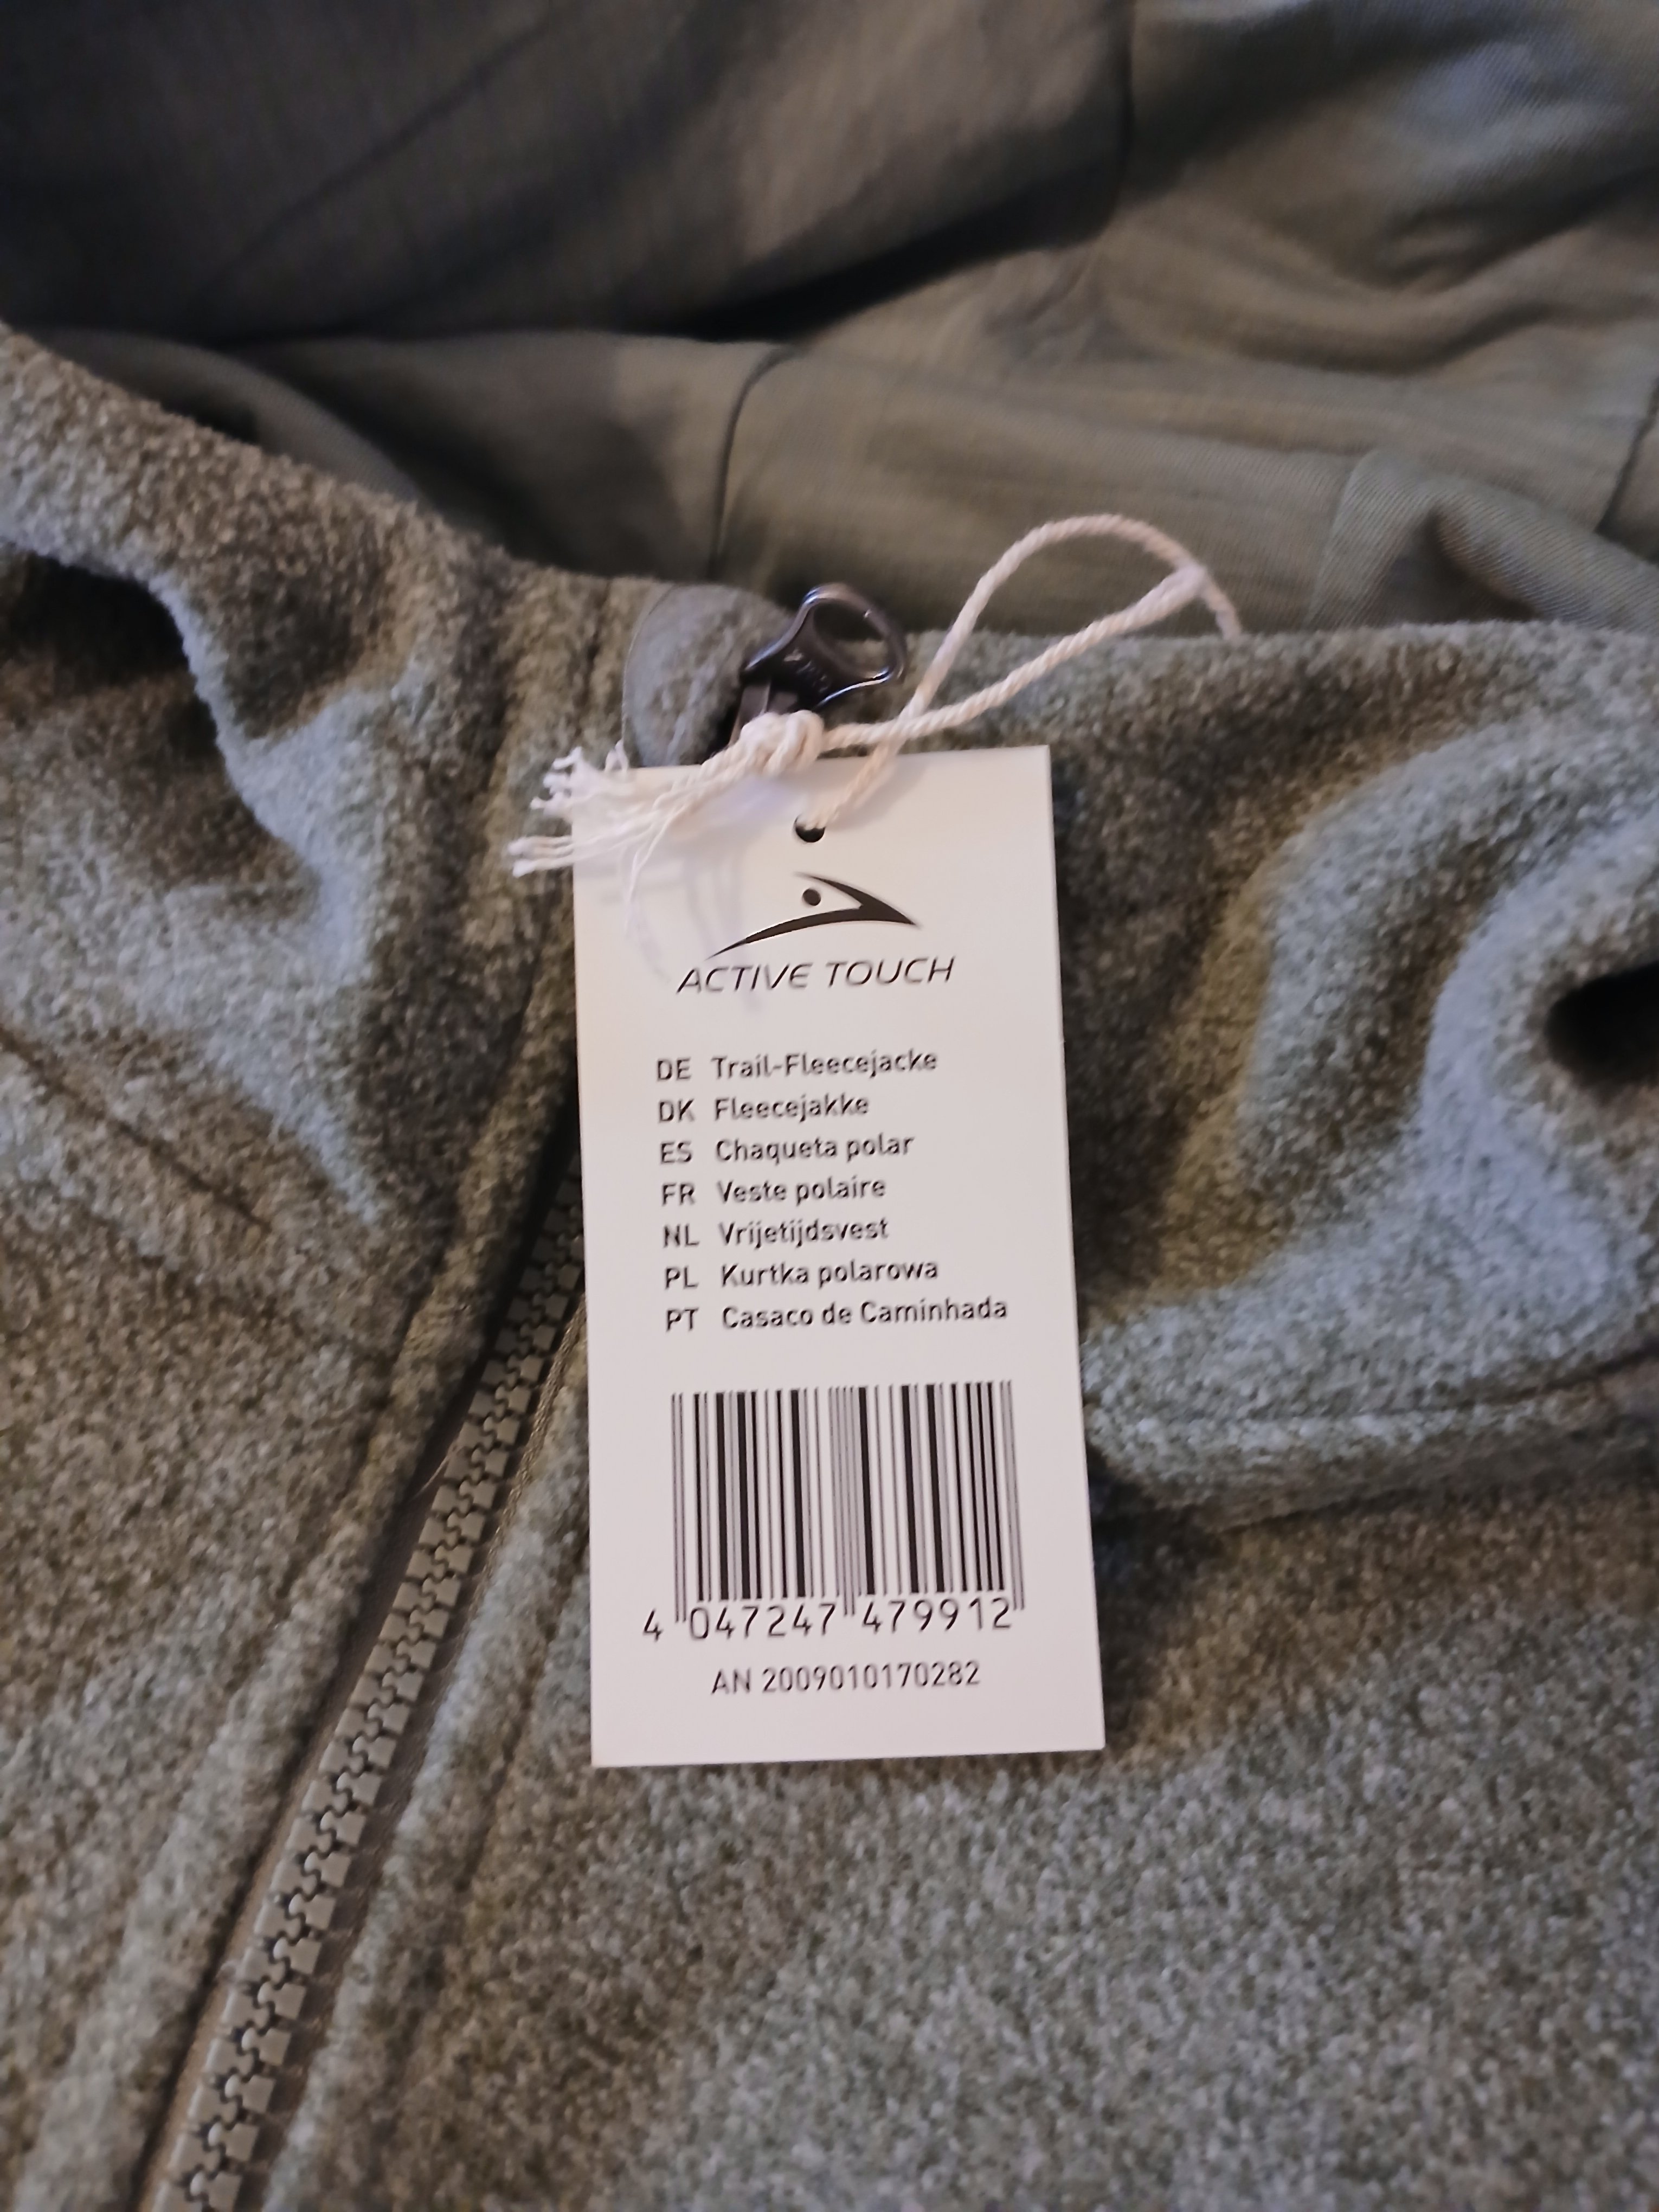 ACTIVE TOUCH
DE Trail-Fleecejacke
DK Fleecejakke
ES Chaqueta polar
FR Veste polaire
NL Vrijetijdsvest
PL Kurtka polarowa
PT Casaco de Caminhada
4 047247 479912
AN 2009010170282